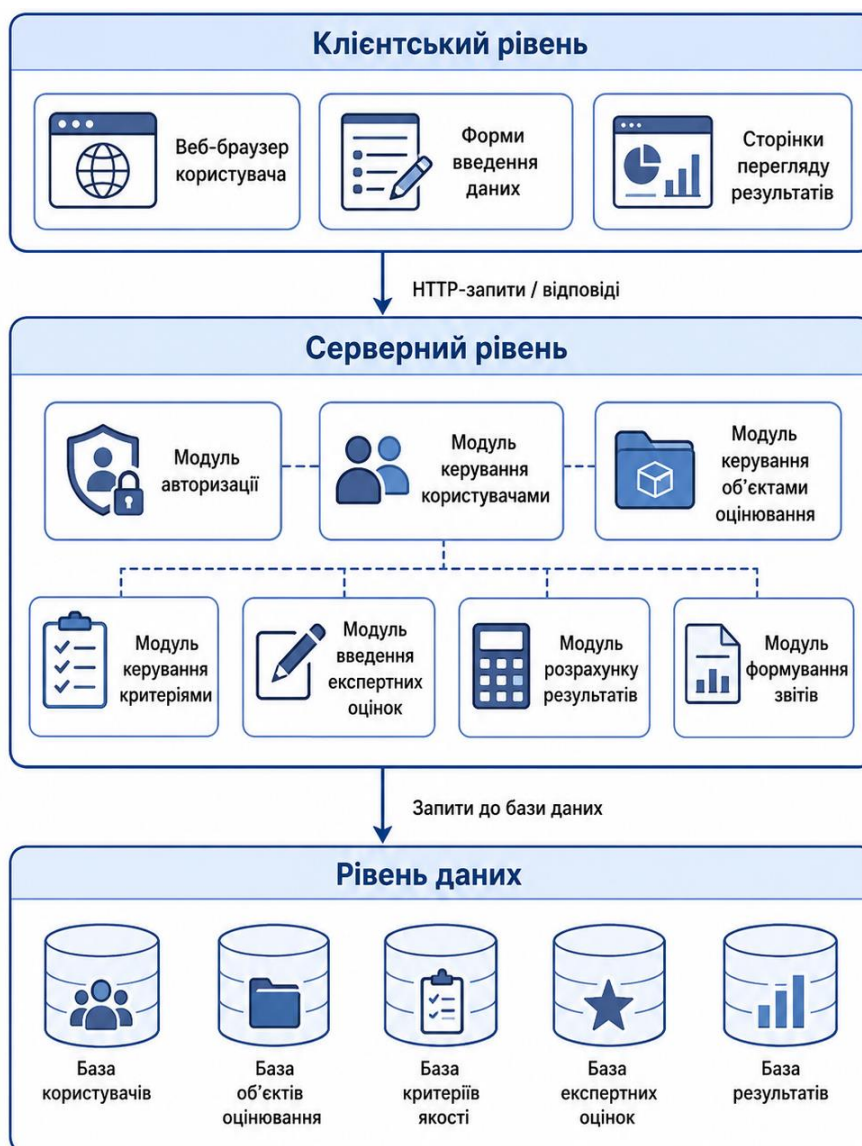 Клієнтський рівень
Веб-браузер
користувача
Форми
введення
даних
Сторінки
перегляду
результатів
HTTP-запити / відповіді
Серверний рівень
Модуль
авторизації
Модуль
керування
користувачами
Модуль
керування
об’єктами
оцінювання
Модуль
керування
критеріями
Модуль
введення
експертних
оцінок
Модуль
розрахунку
результатів
Модуль
формування
звітів
Запити до бази даних
Рівень даних
База
користувачів
База
об’єктів
оцінювання
База
критеріїв
якості
База
експертних
оцінок
База
результатів